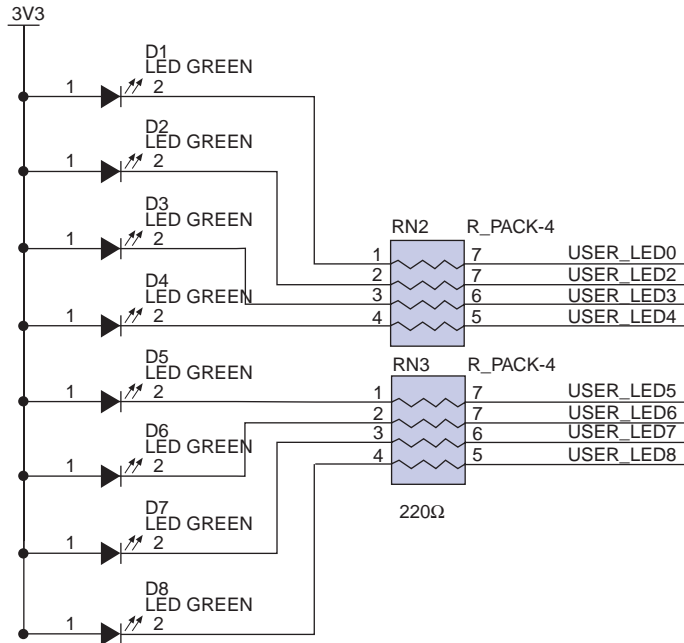 3V3
D1
LED GREEN
1 2
D2
LED GREEN
1 2
D3
LED GREEN
1 2
D4
LED GREEN
1 2
D5
LED GREEN
1 2
D6
LED GREEN
1 2
D7
LED GREEN
1 2
D8
LED GREEN
1 2
RN2 R_PACK-4
1 7 USER_LED0
2 7 USER_LED2
3 6 USER_LED3
4 5 USER_LED4
RN3 R_PACK-4
1 7 USER_LED5
2 7 USER_LED6
3 6 USER_LED7
4 5 USER_LED8
220Ω